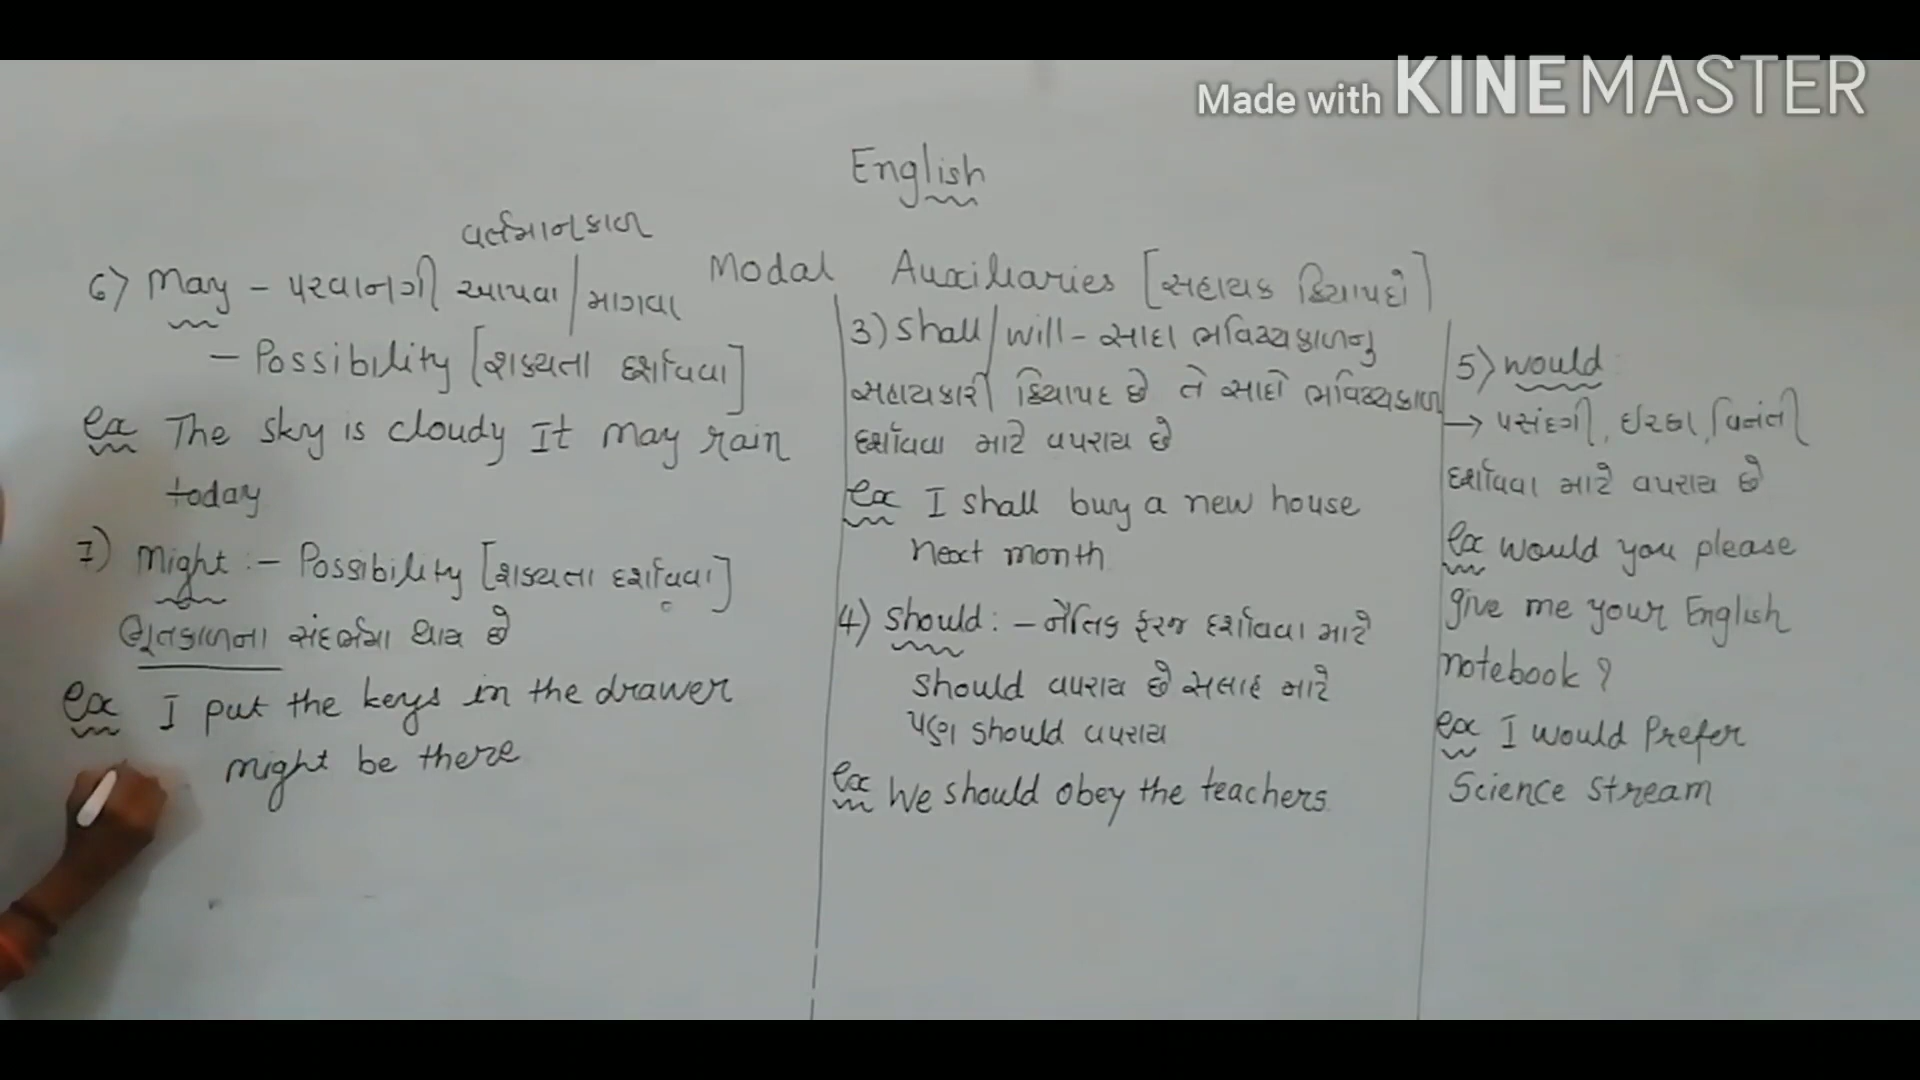 Made with KINEMASTER
English
Modal Auxiliaries [સહાયક ક્રિયાપદો]
વર્તમાનકાળ
6) May - પરવાનગી આપવા / માગવા
- Possibility [શક્યતા દર્શાવવા]
ex The sky is cloudy It may rain
today
7) Might :- Possibility [શક્યતા દર્શાવવા]
ભૂતકાળના સંદર્ભમા થાય છે
ex I put the keys in the drawer
might be there
3) shall / will - સાદા ભવિષ્યકાળનુ
સહાયકારી ક્રિયાપદ છે તે સાદો ભવિષ્યકાળ
દર્શાવવા માટે વપરાય છે
ex I shall buy a new house
next month
4) should : - નૈતિક ફરજ દર્શાવવા માટે
should વપરાય છે સલાહ માટે
પણ should વપરાય
ex We should obey the teachers
5) would :
→ પસંદગી, ઈચ્છા, વિનંતી
દર્શાવવા માટે વપરાય છે
ex would you please
give me your English
notebook ?
ex I would Prefer
Science stream